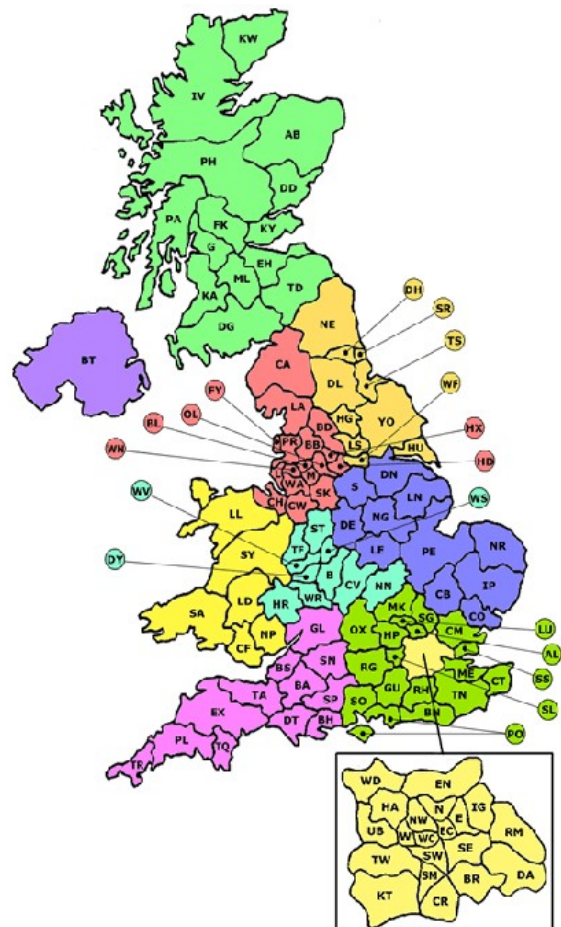 KW
IV
AB
PH
DD
PA
FK
KY
G
EH
ML
TD
KA
DG
BT
NE
DH
SR
TS
WF
CA
DL
LA
HG
YO
FY
OL
BL
WN
PR
BB
BD
LS
HU
HX
HD
L
WA
M
SK
CH
CW
S
DN
LN
WV
DY
WS
LL
SY
ST
TF
B
CV
NN
HR
WR
DE
NG
LE
PE
NR
CB
IP
CO
SA
LD
CF
NP
GL
BS
SN
BA
SP
TA
EX
DT
BH
PL
TQ
TR
OX
MK
SG
HP
CM
LU
AL
SS
SL
RG
GU
RH
ME
TN
CT
SO
BN
PO
WD
EN
HA
NW
N
E
IG
UB
W
WC
EC
RM
TW
SW
SE
SM
BR
DA
KT
CR